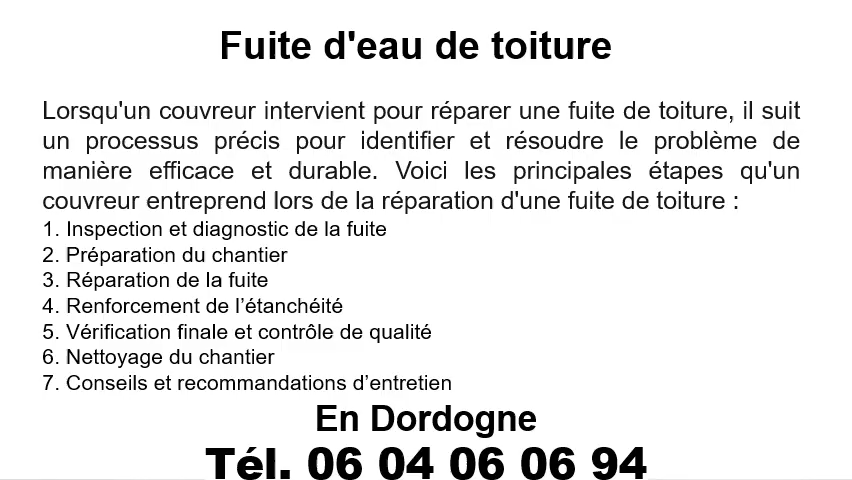 Fuite d'eau de toiture
Lorsqu'un couvreur intervient pour réparer une fuite de toiture, il suit
un processus précis pour identifier et résoudre le problème de
manière efficace et durable. Voici les principales étapes qu'un
couvreur entreprend lors de la réparation d'une fuite de toiture :
1. Inspection et diagnostic de la fuite
2. Préparation du chantier
3. Réparation de la fuite
4. Renforcement de l’étanchéité
5. Vérification finale et contrôle de qualité
6. Nettoyage du chantier
7. Conseils et recommandations d’entretien
En Dordogne
Tél. 06 04 06 06 94